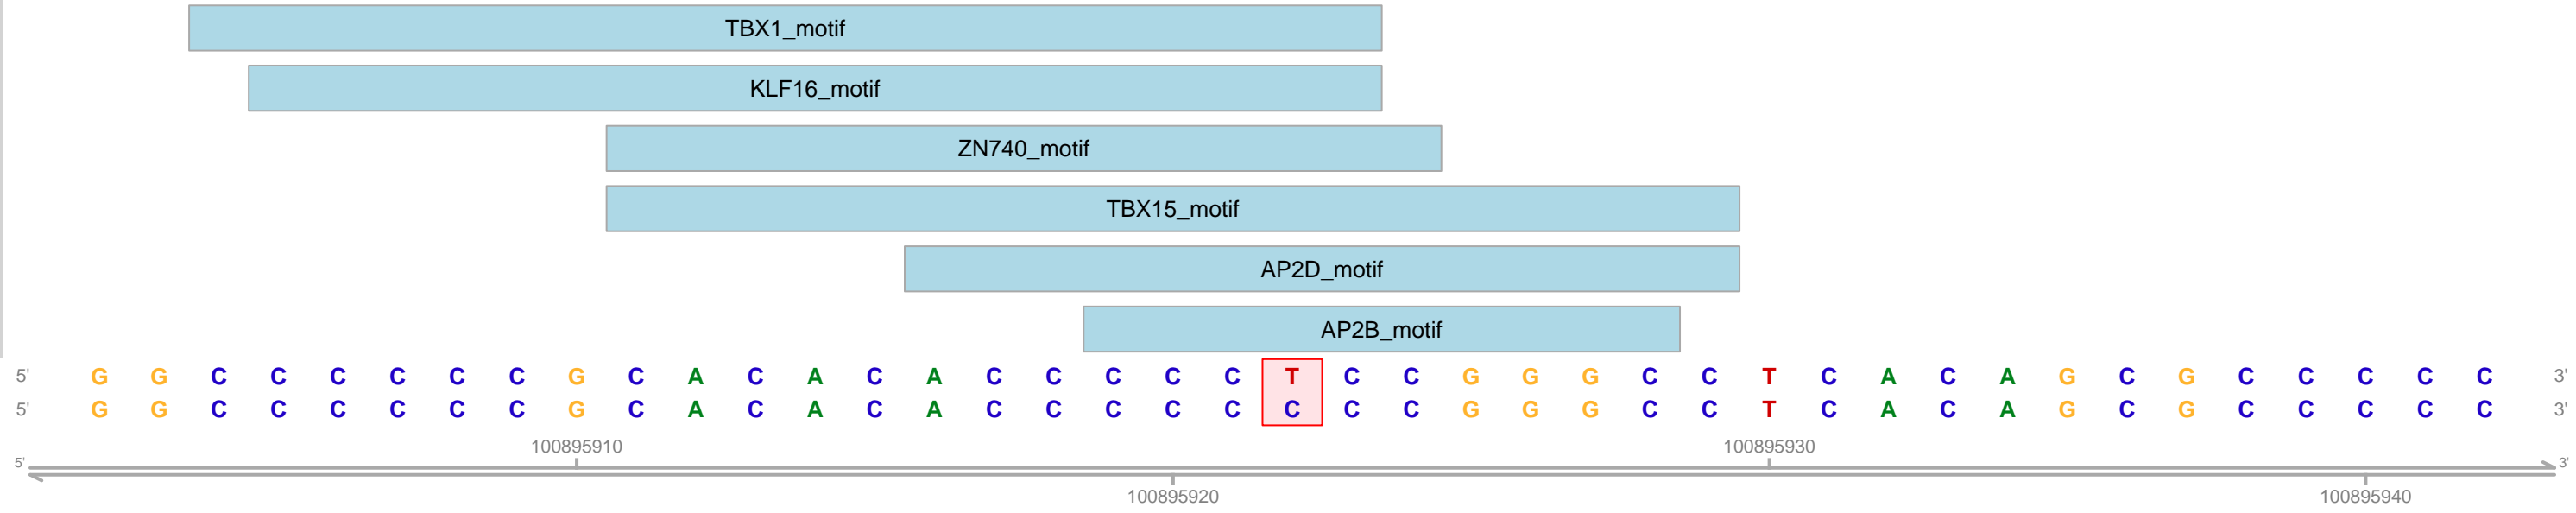 TBX1_motif
KLF16_motif
ZN740_motif
TBX15_motif
AP2D_motif
AP2B_motif
5' G G C C C C C C G C A C A C A C C C C C T C C G G G C C T C A C A G C G C C C C C 3'
5' G G C C C C C C G C A C A C A C C C C C C C C G G G C C T C A C A G C G C C C C C 3'
100895910 100895930
5' 3'
100895920 100895940